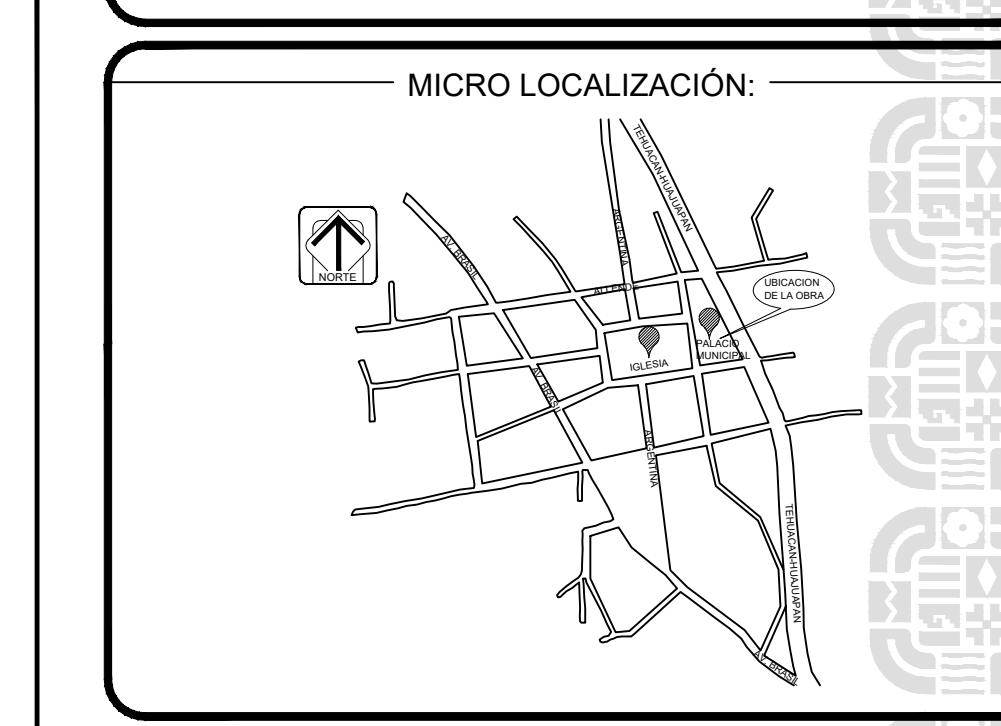 MICRO LOCALIZACIÓN:
TEHUACAN-HUAJUAPAN
NORTE
AV. BRASIL
ARGENTINA
ALLENDE
UBICACION
DE LA OBRA
PALACIO
MUNICIPAL
IGLESIA
AV. BRASIL
ARGENTINA
TEHUACAN-HUAJUAPAN
AV. BRASIL